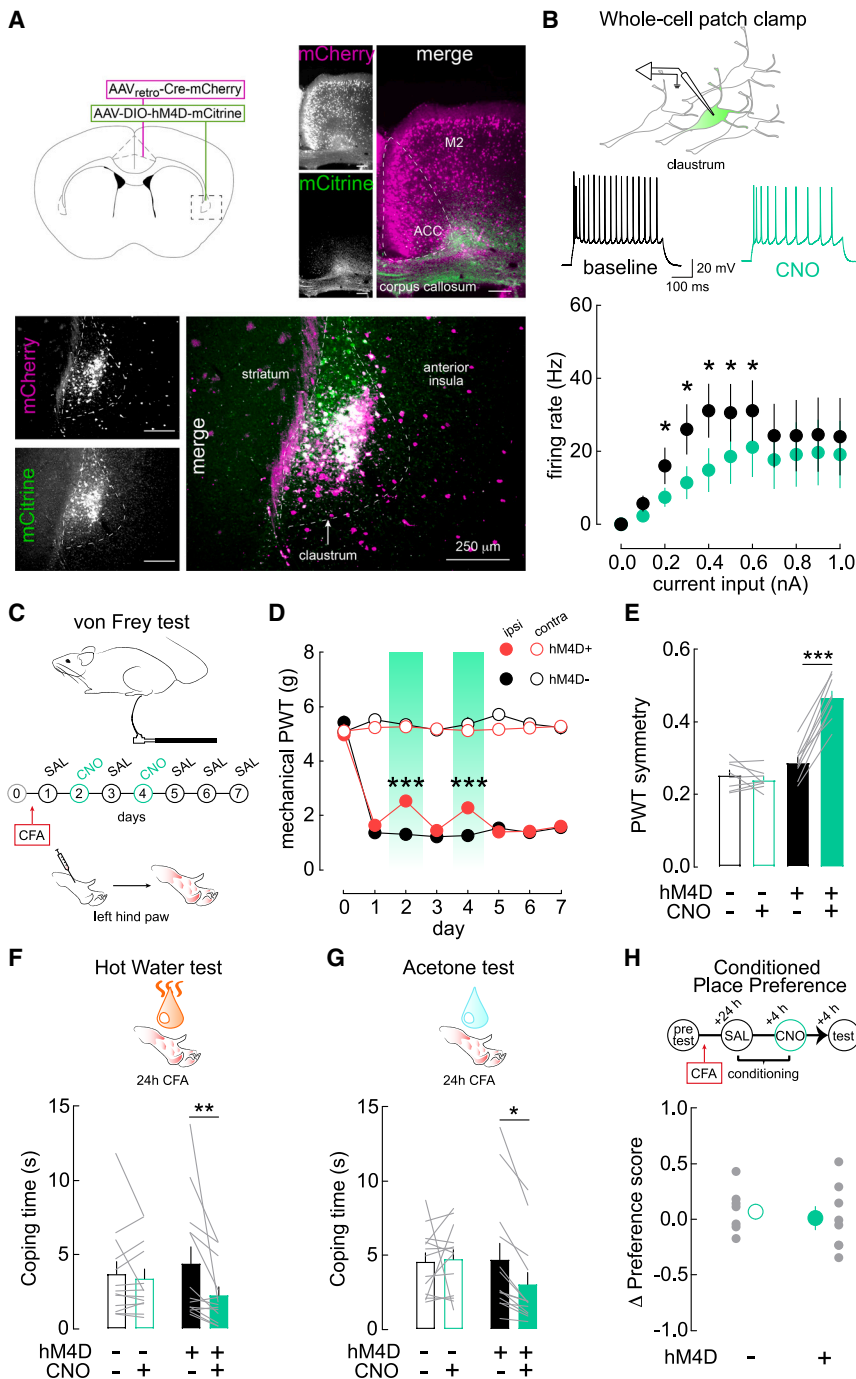 A
AAVretro-Cre-mCherry
AAV-DIO-hM4D-mCitrine
mCherry
merge
M2
mCitrine
ACC
corpus callosum
mCherry
mCitrine
merge
striatum
anterior
insula
claustrum
250 μm
B
Whole-cell patch clamp
claustrum
baseline
20 mV
100 ms
CNO
firing rate (Hz)
60
40
20
0
* * * * *
0.0 0.2 0.4 0.6 0.8 1.0
current input (nA)
C
von Frey test
SAL CNO SAL CNO SAL SAL SAL
0 1 2 3 4 5 6 7
days
CFA
left hind paw
D
ipsi contra
hM4D+
hM4D-
mechanical PWT (g)
8
6
4
2
0
*** ***
0 1 2 3 4 5 6 7
day
E
PWT symmetry
0.6
0.4
0.2
0.0
***
hM4D - - + +
CNO - + - +
F
Hot Water test
24h CFA
Coping time (s)
15
10
5
0
**
hM4D - - + +
CNO - + - +
G
Acetone test
24h CFA
Coping time (s)
15
10
5
0
*
hM4D - - + +
CNO - + - +
H
Conditioned
Place Preference
+24 h +4 h +4 h
pre
test
SAL CNO test
CFA
conditioning
Δ Preference score
1.0
0.5
0.0
-0.5
-1.0
hM4D - +